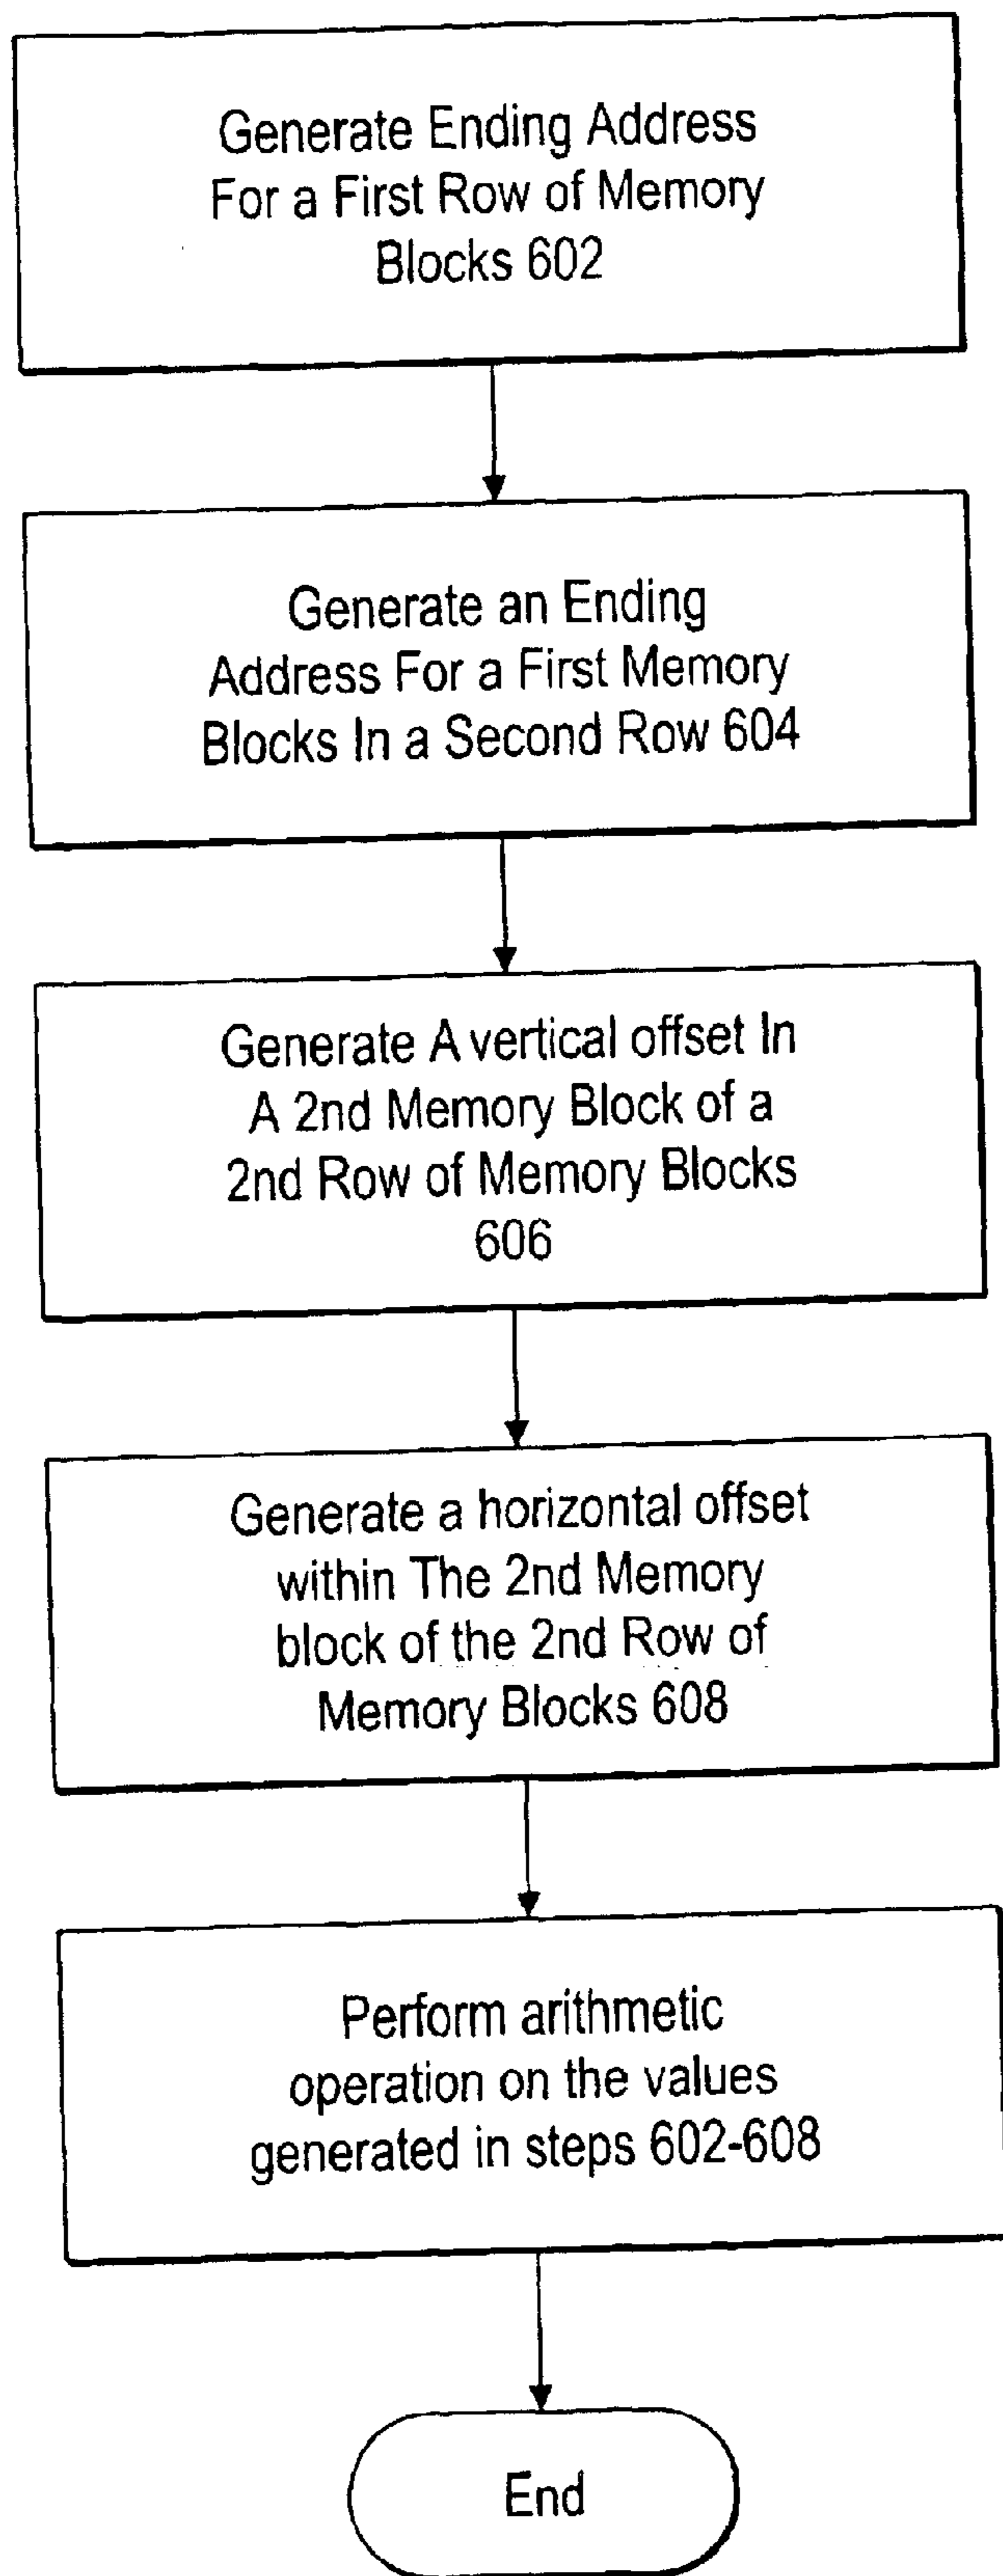 Generate Ending Address
For a First Row of Memory
Blocks 602
Generate an Ending
Address For a First Memory
Blocks In a Second Row 604
Generate A vertical offset In
A 2nd Memory Block of a
2nd Row of Memory Blocks
606
Generate a horizontal offset
within The 2nd Memory
block of the 2nd Row of
Memory Blocks 608
Perform arithmetic
operation on the values
generated in steps 602-608
End